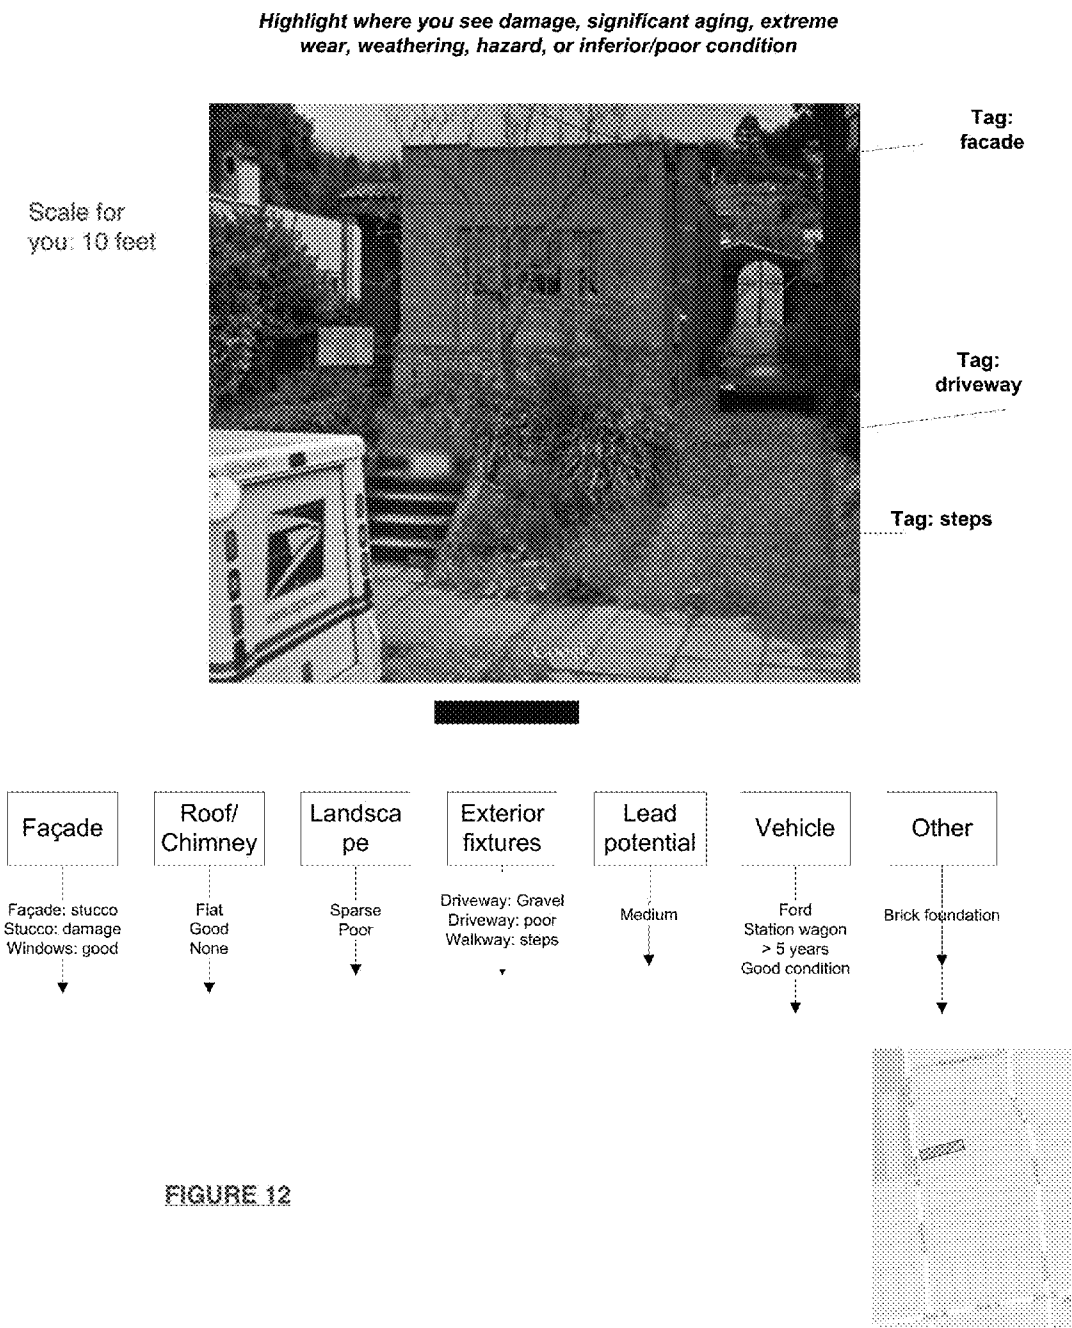 Highlight where you see damage, significant aging, extreme
wear, weathering, hazard, or inferior/poor condition
Tag:
facade
Scale for
you: 10 feet
Tag:
driveway
Tag: steps
Façade
Roof/
Chimney
Landsca
pe
Exterior
fixtures
Lead
potential
Vehicle
Other
Façade: stucco
Stucco: damage
Windows: good
Flat
Good
None
Sparse
Poor
Driveway: Gravel
Driveway: poor
Walkway: steps
Medium
Ford
Station wagon
> 5 years
Good condition
Brick foundation
FIGURE 12